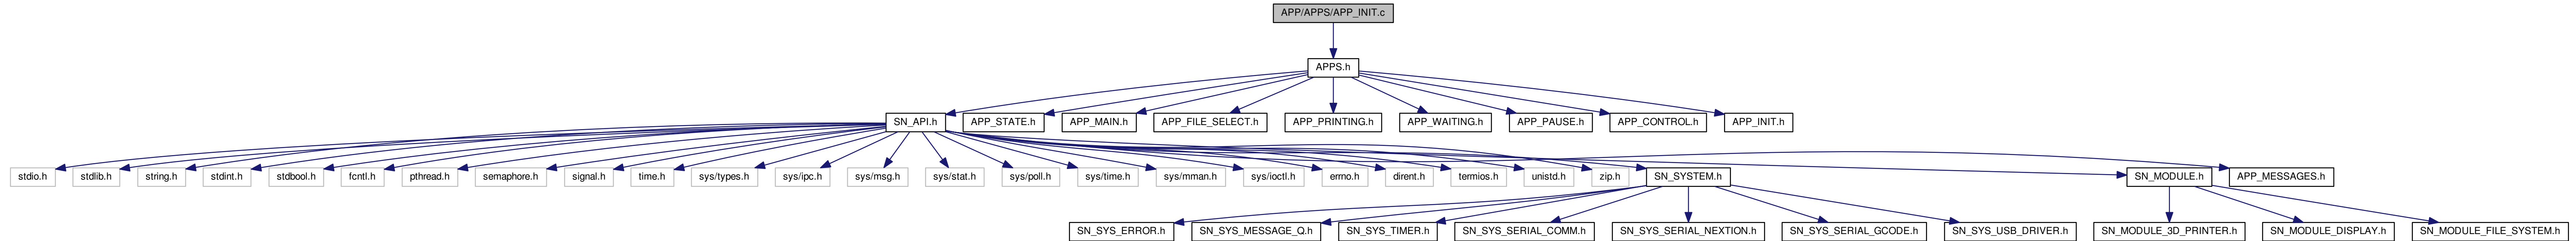 APP/APPS/APP_INIT.c
APPS.h
SN_API.h
APP_STATE.h
APP_MAIN.h
APP_FILE_SELECT.h
APP_PRINTING.h
APP_WAITING.h
APP_PAUSE.h
APP_CONTROL.h
APP_INIT.h
stdio.h
stdlib.h
string.h
stdint.h
stdbool.h
fcntl.h
pthread.h
semaphore.h
signal.h
time.h
sys/types.h
sys/ipc.h
sys/msg.h
sys/stat.h
sys/poll.h
sys/time.h
sys/mman.h
sys/ioctl.h
errno.h
dirent.h
termios.h
unistd.h
zip.h
SN_SYSTEM.h
SN_MODULE.h
APP_MESSAGES.h
SN_SYS_ERROR.h
SN_SYS_MESSAGE_Q.h
SN_SYS_TIMER.h
SN_SYS_SERIAL_COMM.h
SN_SYS_SERIAL_NEXTION.h
SN_SYS_SERIAL_GCODE.h
SN_SYS_USB_DRIVER.h
SN_MODULE_3D_PRINTER.h
SN_MODULE_DISPLAY.h
SN_MODULE_FILE_SYSTEM.h